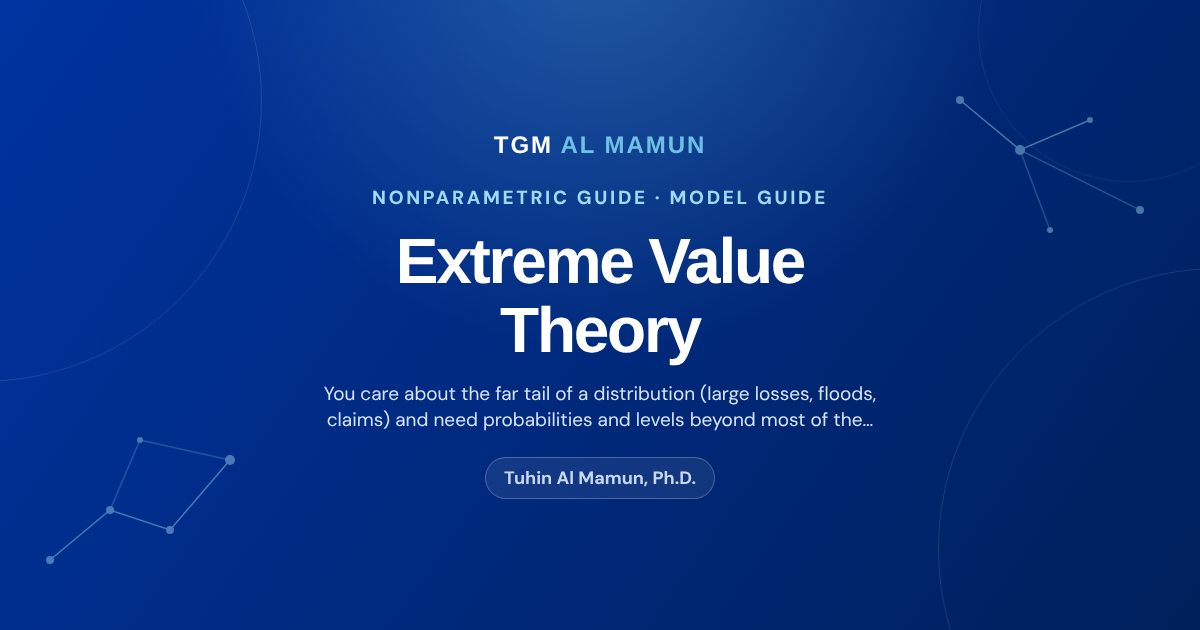 TGM AL MAMUN
NONPARAMETRIC GUIDE · MODEL GUIDE
Extreme Value
Theory
You care about the far tail of a distribution (large losses, floods,
claims) and need probabilities and levels beyond most of the…
Tuhin Al Mamun, Ph.D.